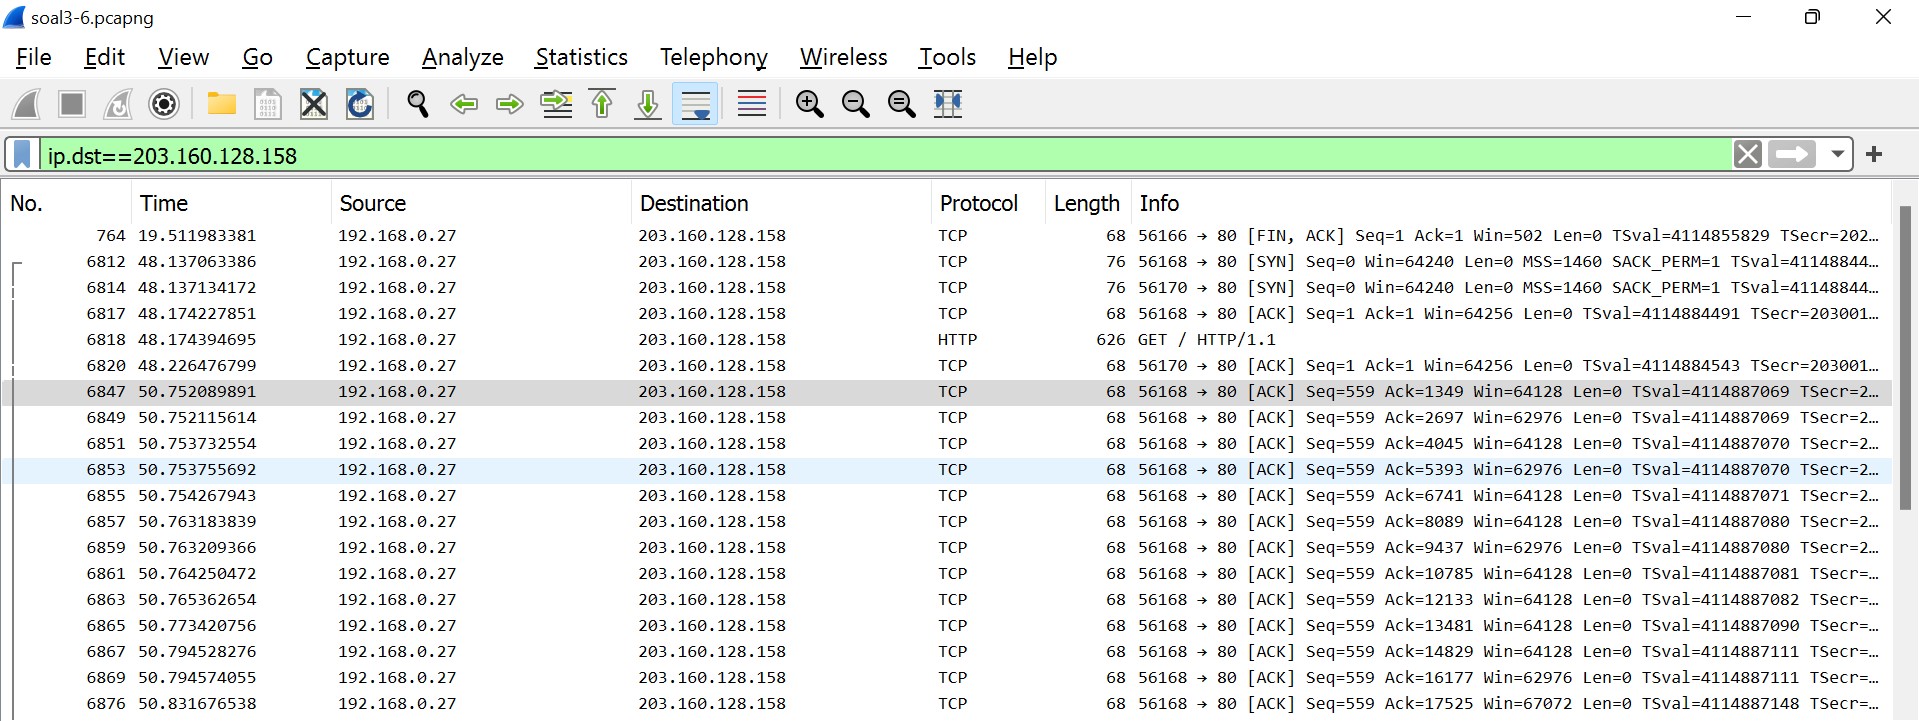 soal3-6.pcapng
File Edit View Go Capture Analyze Statistics Telephony Wireless Tools Help
ip.dst==203.160.128.158
No. Time Source Destination Protocol Length Info
764 19.511983381 192.168.0.27 203.160.128.158 TCP 68 56166 → 80 [FIN, ACK] Seq=1 Ack=1 Win=502 Len=0 TSval=4114855829 TSecr=202…
6812 48.137063386 192.168.0.27 203.160.128.158 TCP 76 56168 → 80 [SYN] Seq=0 Win=64240 Len=0 MSS=1460 SACK_PERM=1 TSval=41148844…
6814 48.137134172 192.168.0.27 203.160.128.158 TCP 76 56170 → 80 [SYN] Seq=0 Win=64240 Len=0 MSS=1460 SACK_PERM=1 TSval=41148844…
6817 48.174227851 192.168.0.27 203.160.128.158 TCP 68 56168 → 80 [ACK] Seq=1 Ack=1 Win=64256 Len=0 TSval=4114884491 TSecr=203001…
6818 48.174394695 192.168.0.27 203.160.128.158 HTTP 626 GET / HTTP/1.1
6820 48.226476799 192.168.0.27 203.160.128.158 TCP 68 56170 → 80 [ACK] Seq=1 Ack=1 Win=64256 Len=0 TSval=4114884543 TSecr=203001…
6847 50.752089891 192.168.0.27 203.160.128.158 TCP 68 56168 → 80 [ACK] Seq=559 Ack=1349 Win=64128 Len=0 TSval=4114887069 TSecr=2…
6849 50.752115614 192.168.0.27 203.160.128.158 TCP 68 56168 → 80 [ACK] Seq=559 Ack=2697 Win=62976 Len=0 TSval=4114887069 TSecr=2…
6851 50.753732554 192.168.0.27 203.160.128.158 TCP 68 56168 → 80 [ACK] Seq=559 Ack=4045 Win=64128 Len=0 TSval=4114887070 TSecr=2…
6853 50.753755692 192.168.0.27 203.160.128.158 TCP 68 56168 → 80 [ACK] Seq=559 Ack=5393 Win=62976 Len=0 TSval=4114887070 TSecr=2…
6855 50.754267943 192.168.0.27 203.160.128.158 TCP 68 56168 → 80 [ACK] Seq=559 Ack=6741 Win=64128 Len=0 TSval=4114887071 TSecr=2…
6857 50.763183839 192.168.0.27 203.160.128.158 TCP 68 56168 → 80 [ACK] Seq=559 Ack=8089 Win=64128 Len=0 TSval=4114887080 TSecr=2…
6859 50.763209366 192.168.0.27 203.160.128.158 TCP 68 56168 → 80 [ACK] Seq=559 Ack=9437 Win=62976 Len=0 TSval=4114887080 TSecr=2…
6861 50.764250472 192.168.0.27 203.160.128.158 TCP 68 56168 → 80 [ACK] Seq=559 Ack=10785 Win=64128 Len=0 TSval=4114887081 TSecr=…
6863 50.765362654 192.168.0.27 203.160.128.158 TCP 68 56168 → 80 [ACK] Seq=559 Ack=12133 Win=64128 Len=0 TSval=4114887082 TSecr=…
6865 50.773420756 192.168.0.27 203.160.128.158 TCP 68 56168 → 80 [ACK] Seq=559 Ack=13481 Win=64128 Len=0 TSval=4114887090 TSecr=…
6867 50.794528276 192.168.0.27 203.160.128.158 TCP 68 56168 → 80 [ACK] Seq=559 Ack=14829 Win=64128 Len=0 TSval=4114887111 TSecr=…
6869 50.794574055 192.168.0.27 203.160.128.158 TCP 68 56168 → 80 [ACK] Seq=559 Ack=16177 Win=62976 Len=0 TSval=4114887111 TSecr=…
6876 50.831676538 192.168.0.27 203.160.128.158 TCP 68 56168 → 80 [ACK] Seq=559 Ack=17525 Win=67072 Len=0 TSval=4114887148 TSecr=…